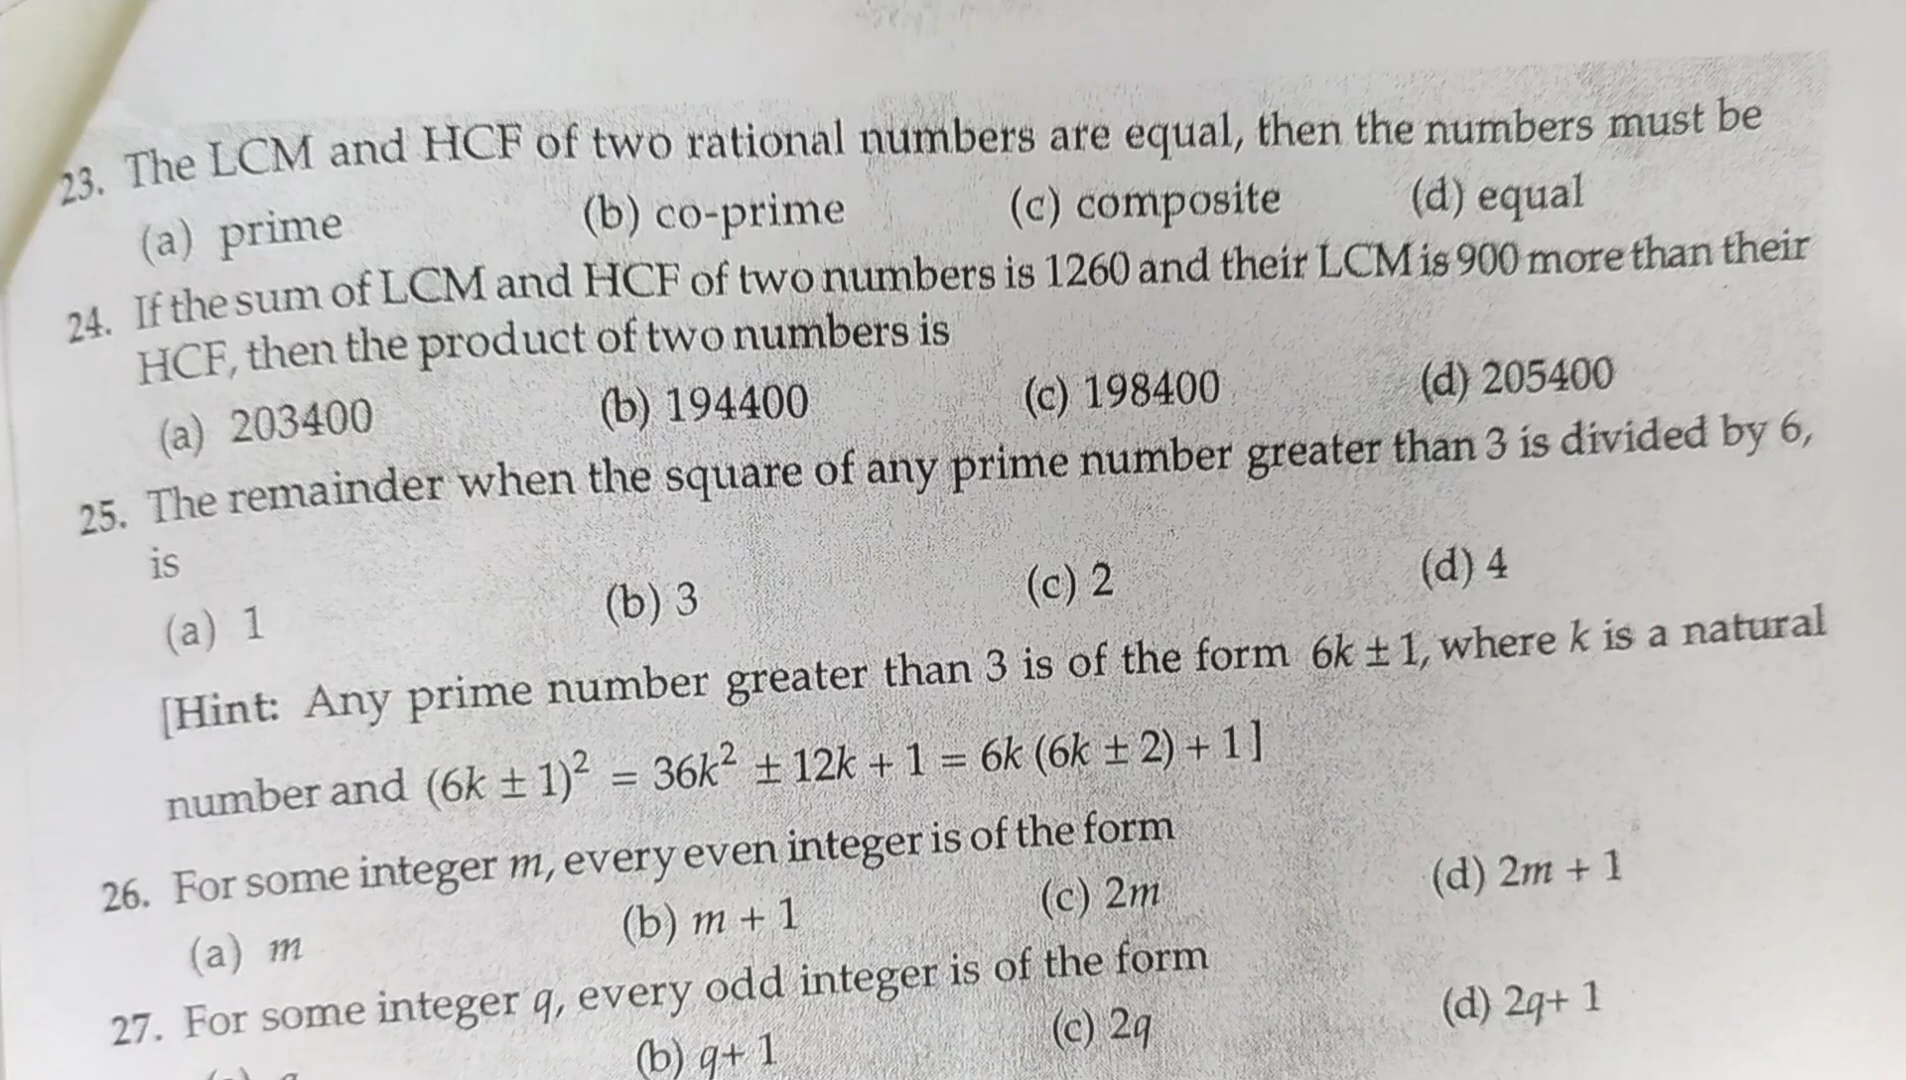 23. The LCM and HCF of two rational numbers are equal, then the numbers must be
(a) prime (b) co-prime (c) composite (d) equal
24. If the sum of LCM and HCF of two numbers is 1260 and their LCM is 900 more than their
HCF, then the product of two numbers is
(a) 203400 (b) 194400 (c) 198400 (d) 205400
25. The remainder when the square of any prime number greater than 3 is divided by 6,
is
(a) 1 (b) 3 (c) 2 (d) 4
[Hint: Any prime number greater than 3 is of the form 6k ± 1, where k is a natural
number and (6k ± 1)² = 36k² ± 12k + 1 = 6k (6k ± 2) + 1]
26. For some integer m, every even integer is of the form
(a) m (b) m + 1 (c) 2m (d) 2m + 1
27. For some integer q, every odd integer is of the form
(b) q+ 1 (c) 2q (d) 2q+ 1